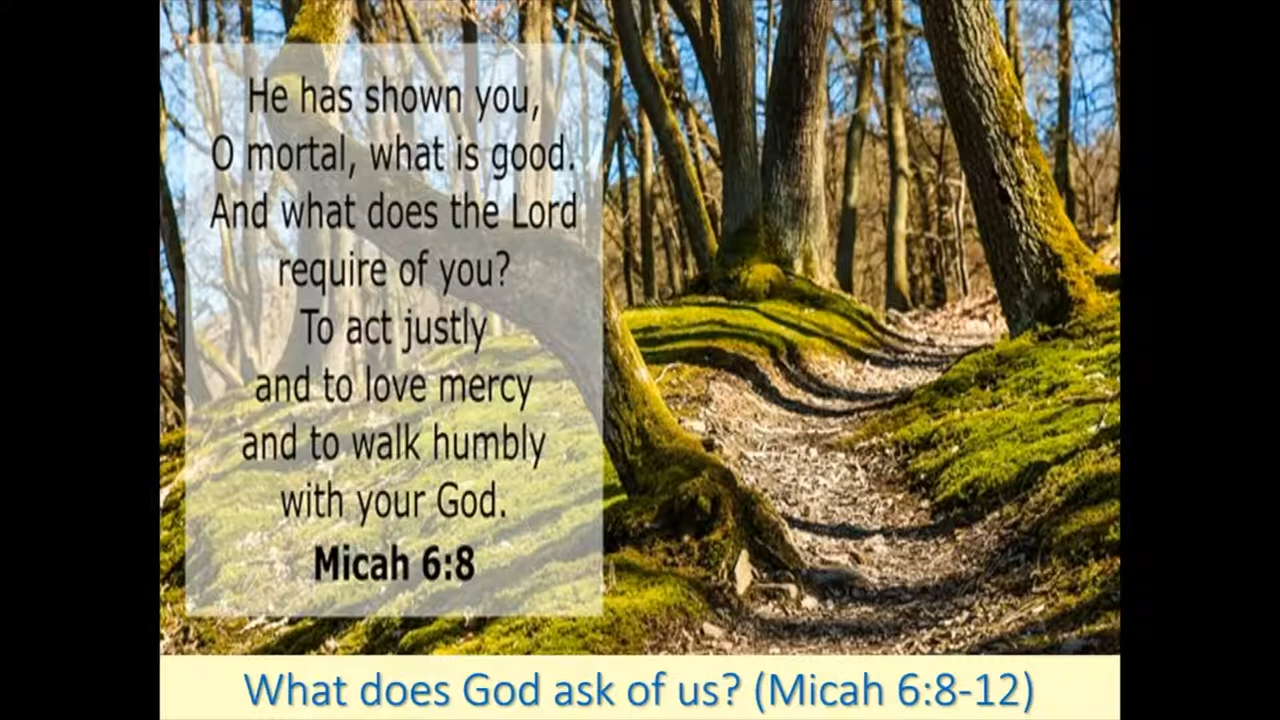 He has shown you,
O mortal, what is good.
And what does the Lord
require of you?
To act justly
and to love mercy
and to walk humbly
with your God.
Micah 6:8
What does God ask of us? (Micah 6:8-12)